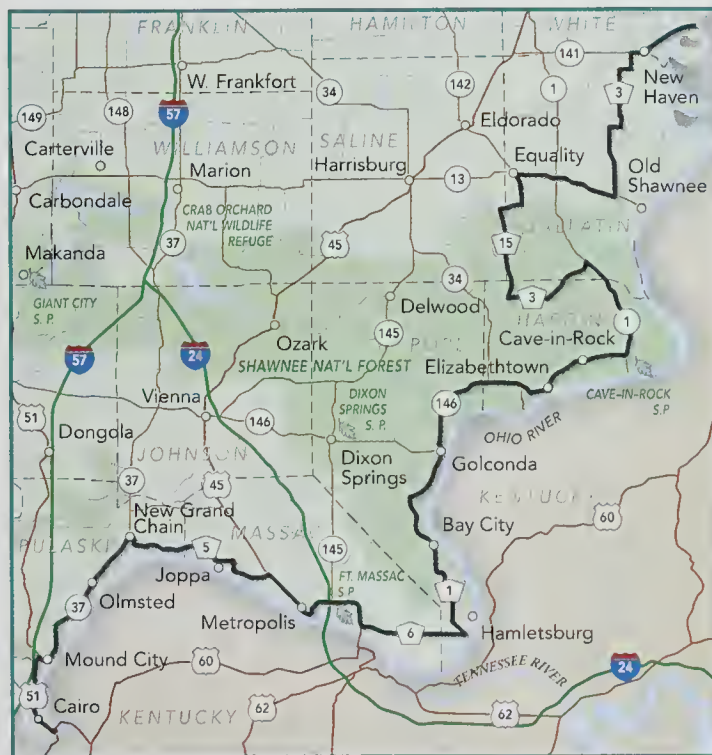 FRANKLIN
HAMILTON
WHITE
141
New
Haven
W. Frankfort
34
142
1
3
149
148
57
Eldorado
SALINE
Carterville
WILLIAMSON
Harrisburg
Equality
Marion
13
Old
Shawnee
Carbondale
CRAB ORCHARD
NAT'L WILDLIFE
REFUGE
GALLATIN
37
45
15
Makanda
34
GIANT CITY
S.P.
Delwood
3
HARDIN
1
57
24
Ozark
145
POPE
Cave-in-Rock
SHAWNEE NAT'L FOREST
Elizabethtown
Vienna
DIXON
SPRINGS
S.P.
146
CAVE-IN-ROCK
S.P
51
146
OHIO RIVER
Dongola
JOHNSON
Dixon
Springs
Golconda
37
45
KENTUCKY
New Grand
Chain
60
PULASKI
5
MASSAC
145
Bay City
Joppa
FT. MASSAC
S.P
1
Olmsted
37
Metropolis
6
Hamletsburg
Mound City
60
TENNESSEE RIVER
24
51
62
62
Cairo
KENTUCKY